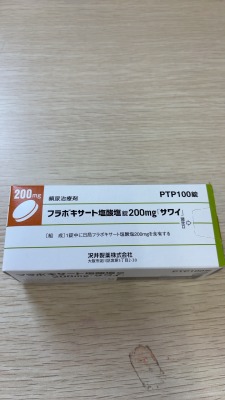 200mg
頻尿治療剤
PTP100錠
フラボキサート塩酸塩錠200mg「サワイ」
[組 成] 1錠中に日局フラボキサート塩酸塩200mgを含有する
沢井製薬株式会社